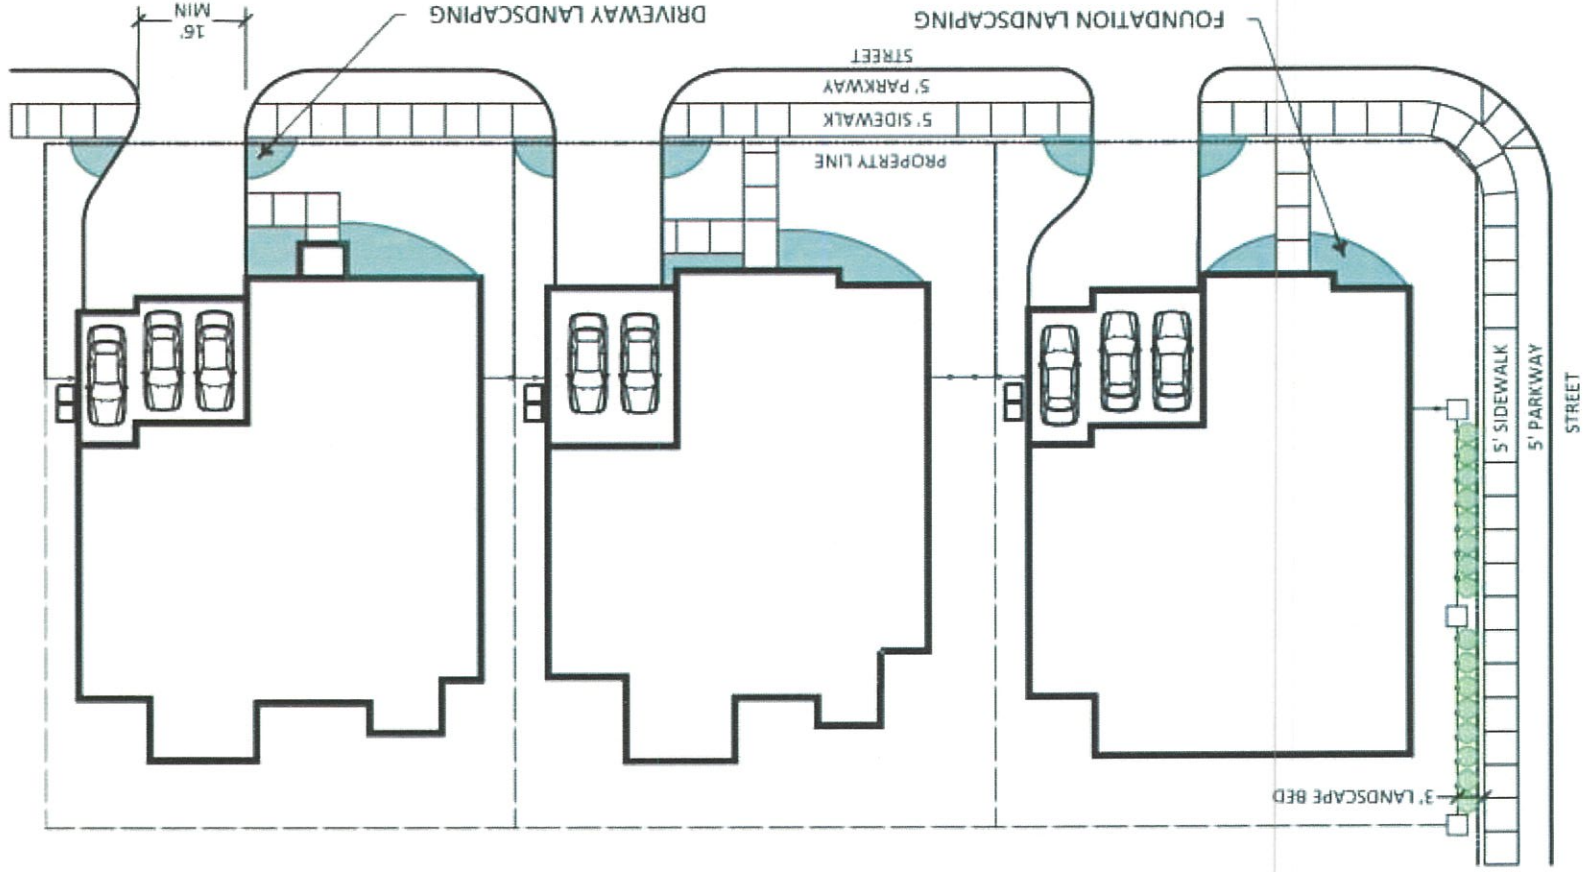 16'
MIN
DRIVEWAY LANDSCAPING
FOUNDATION LANDSCAPING
STREET
5' PARKWAY
5' SIDEWALK
PROPERTY LINE
5' SIDEWALK
5' PARKWAY
STREET
3' LANDSCAPE BED